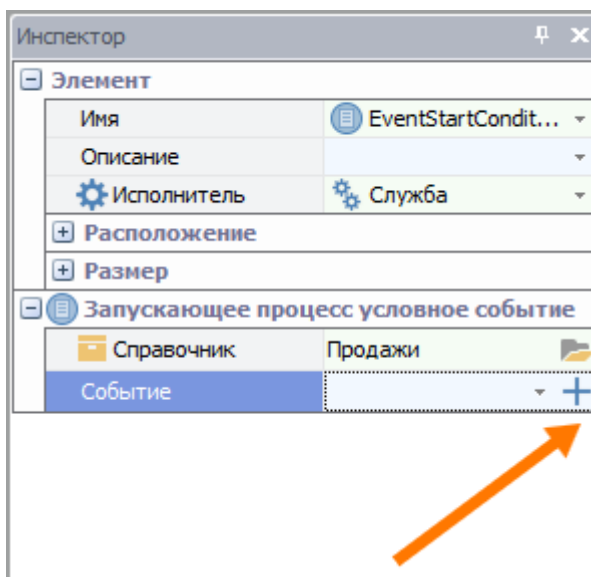 Инспектор
Элемент
Имя EventStartCondit...
Описание
Исполнитель Служба
Расположение
Размер
Запускающее процесс условное событие
Справочник Продажи
Событие